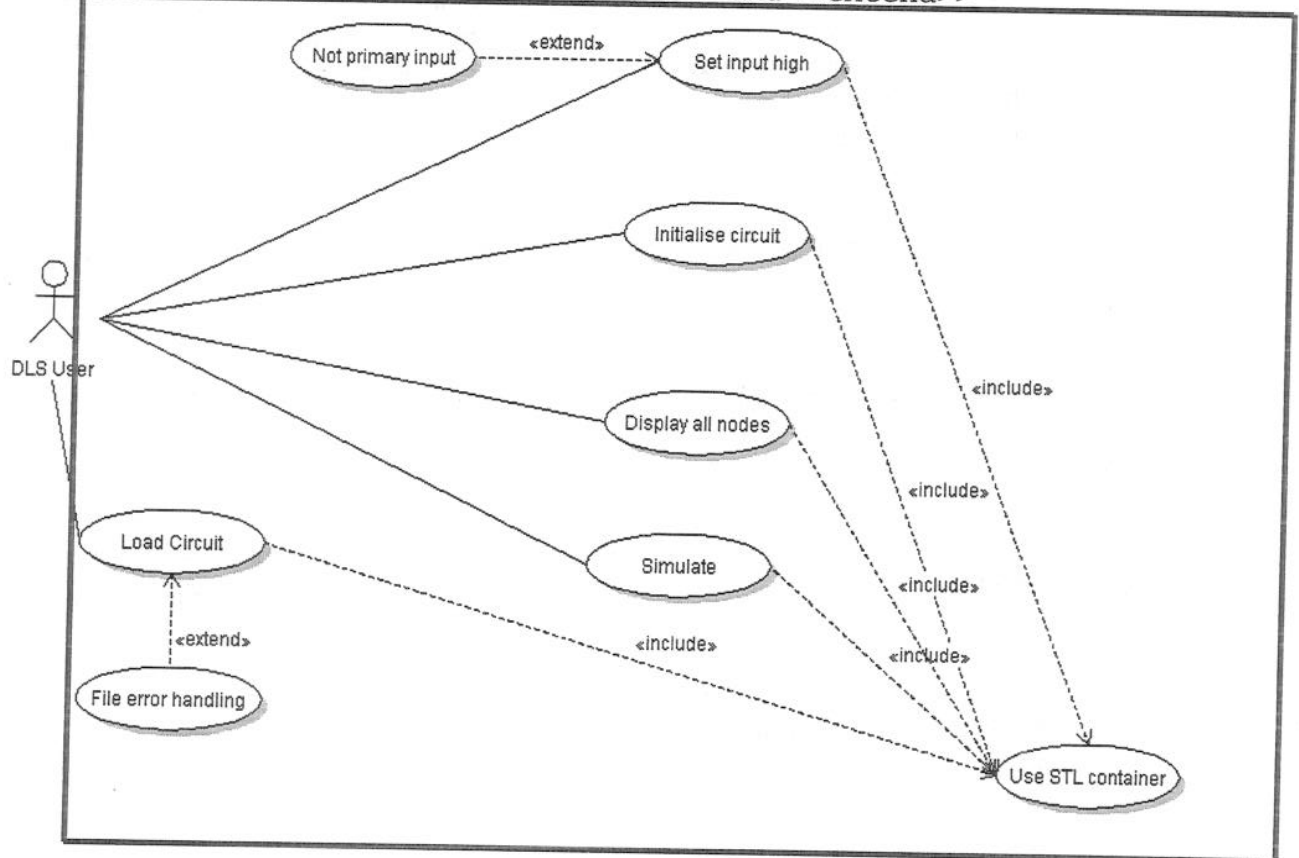 Not primary input
«extend»
Set input high
Initialise circuit
DLS User
«include»
Display all nodes
«include»
Load Circuit
Simulate
«include»
«extend»
«include»
«include»
File error handling
Use STL container